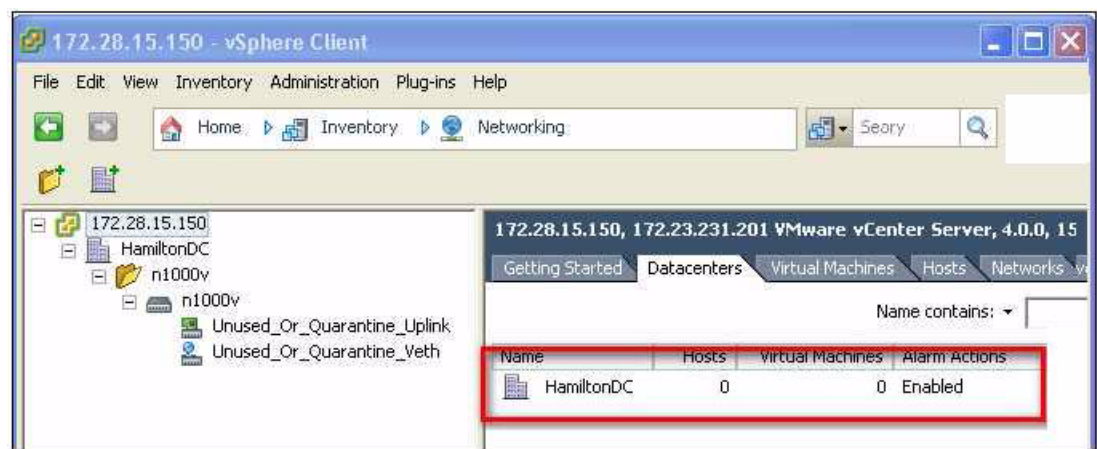 172.28.15.150 - vSphere Client
File Edit View Inventory Administration Plug-ins Help
Home Inventory Networking
Seary
172.28.15.150
HamiltonDC
n1000v
n1000v
Unused_Or_Quarantine_Uplink
Unused_Or_Quarantine_Veth
172.28.15.150, 172.23.231.201 VMware vCenter Server, 4.0.0, 15
Getting Started Datacenters Virtual Machines Hosts Networks
Name contains:
Name Hosts Virtual Machines Alarm Actions
HamiltonDC 0 0 Enabled